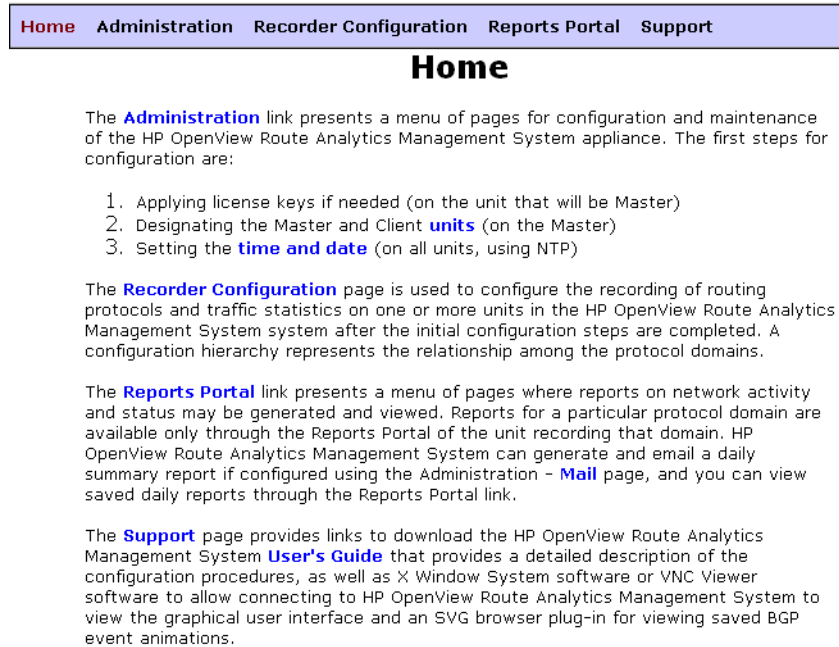 Home Administration Recorder Configuration Reports Portal Support
Home
The Administration link presents a menu of pages for configuration and maintenance
of the HP OpenView Route Analytics Management System appliance. The first steps for
configuration are:
1. Applying license keys if needed (on the unit that will be Master)
2. Designating the Master and Client units (on the Master)
3. Setting the time and date (on all units, using NTP)
The Recorder Configuration page is used to configure the recording of routing
protocols and traffic statistics on one or more units in the HP OpenView Route Analytics
Management System system after the initial configuration steps are completed. A
configuration hierarchy represents the relationship among the protocol domains.
The Reports Portal link presents a menu of pages where reports on network activity
and status may be generated and viewed. Reports for a particular protocol domain are
available only through the Reports Portal of the unit recording that domain. HP
OpenView Route Analytics Management System can generate and email a daily
summary report if configured using the Administration - Mail page, and you can view
saved daily reports through the Reports Portal link.
The Support page provides links to download the HP OpenView Route Analytics
Management System User's Guide that provides a detailed description of the
configuration procedures, as well as X Window System software or VNC Viewer
software to allow connecting to HP OpenView Route Analytics Management System to
view the graphical user interface and an SVG browser plug-in for viewing saved BGP
event animations.